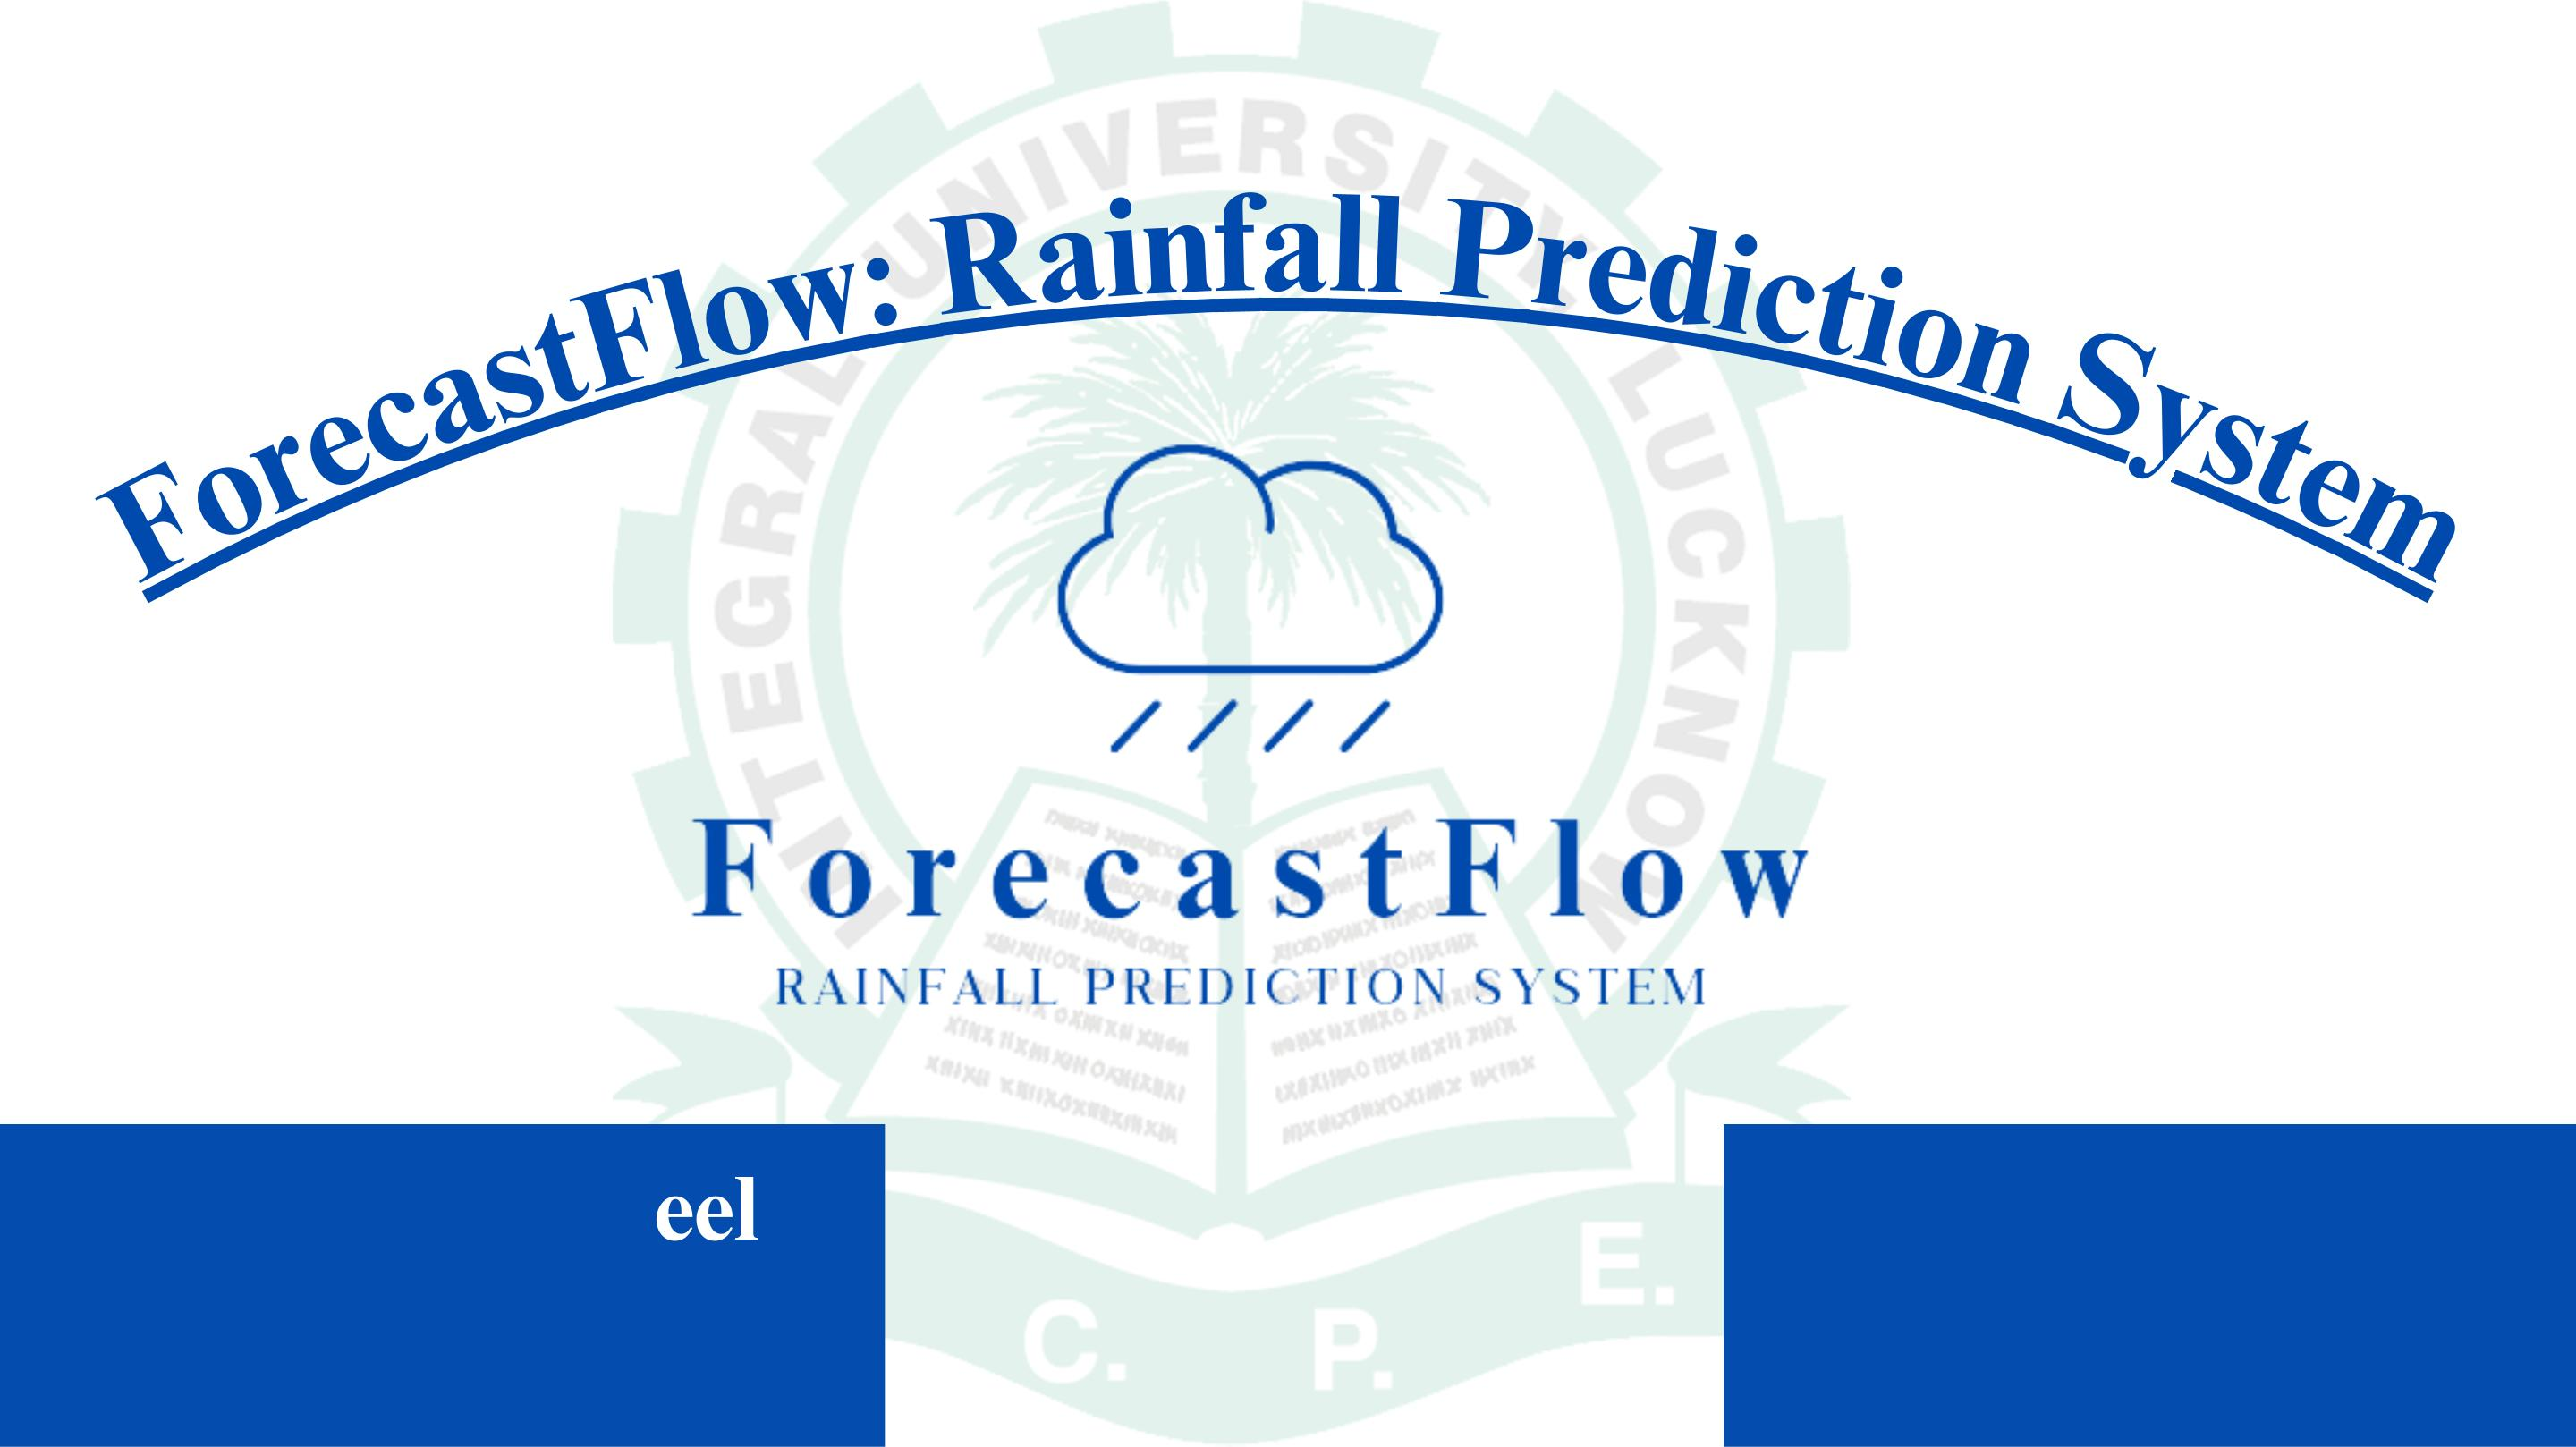 ForecastFlow: Rainfall Prediction System
INTEGRAL UNIVERSITY LUCKNOW
ForecastFlow
RAINFALL PREDICTION SYSTEM
eel
C. P. E.